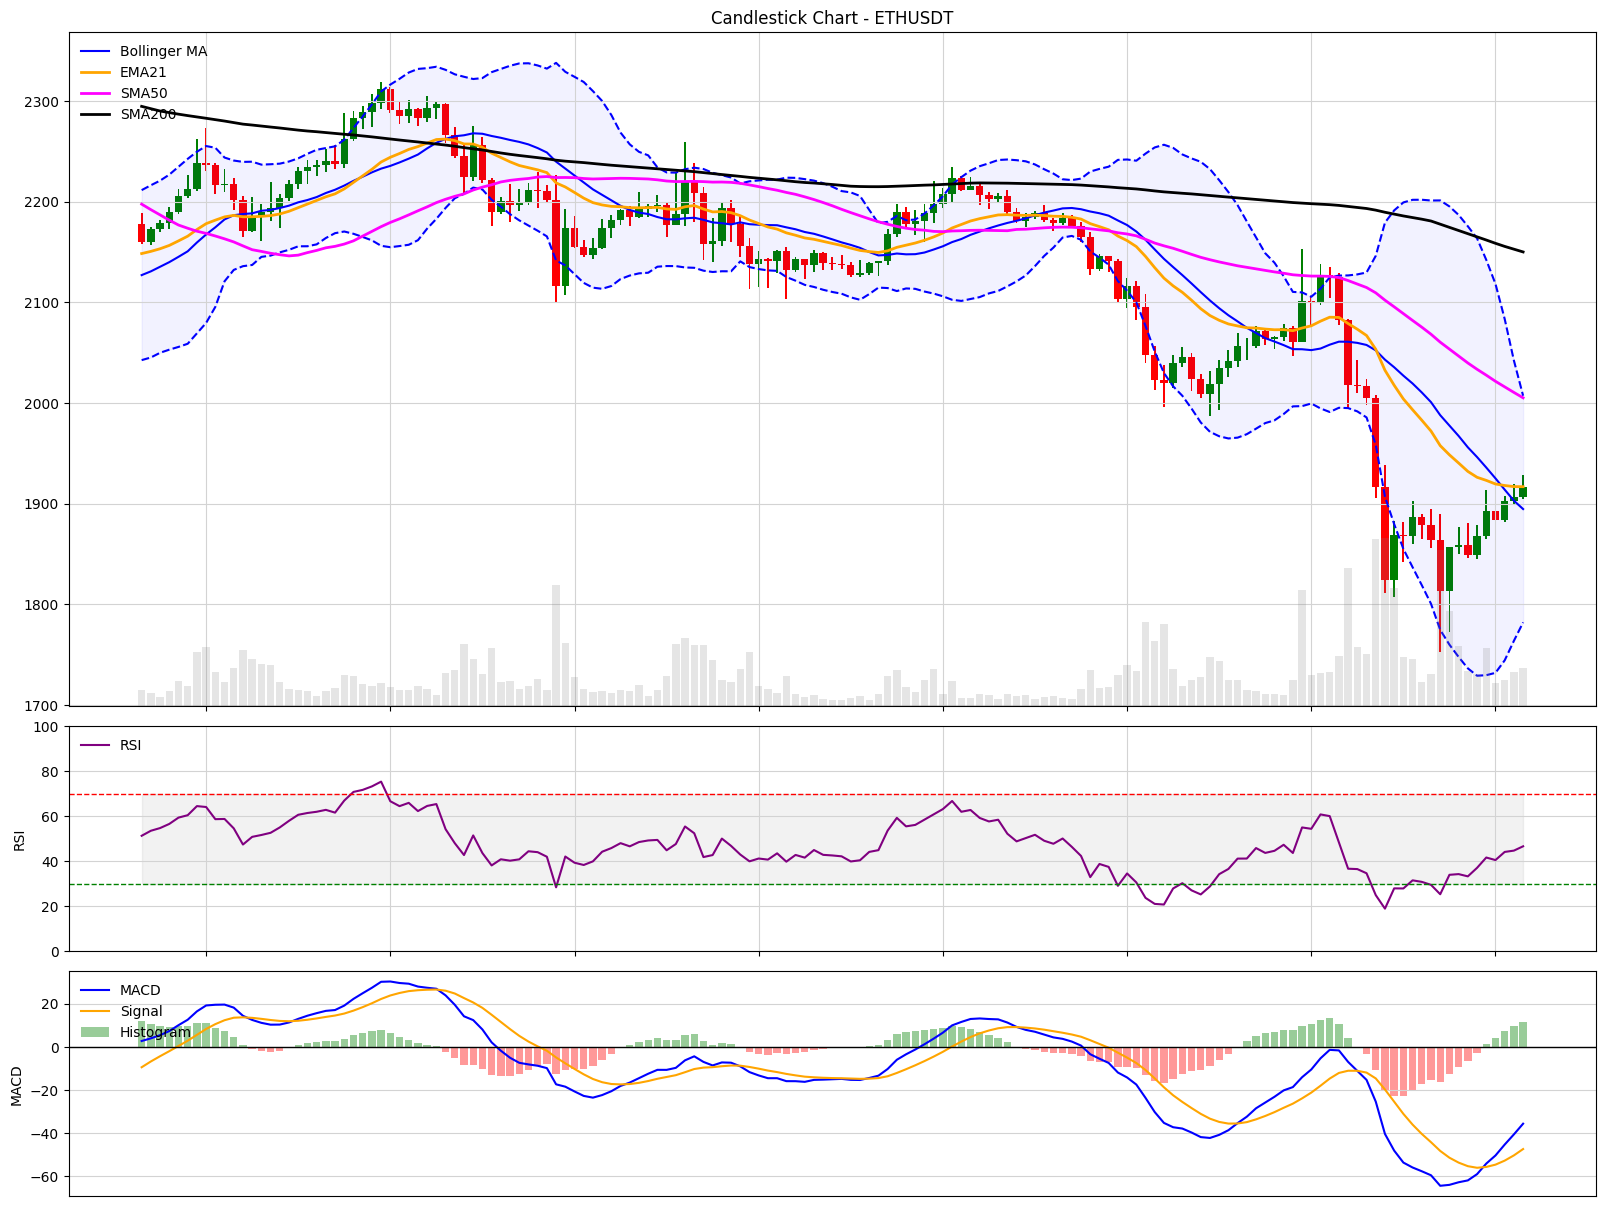 Candlestick Chart - ETHUSDT
Bollinger MA
EMA21
SMA50
SMA200
2300
2200
2100
2000
1900
1800
1700
RSI
100
80
60
40
20
0
RSI
MACD
Signal
Histogram
20
0
−20
−40
−60
MACD